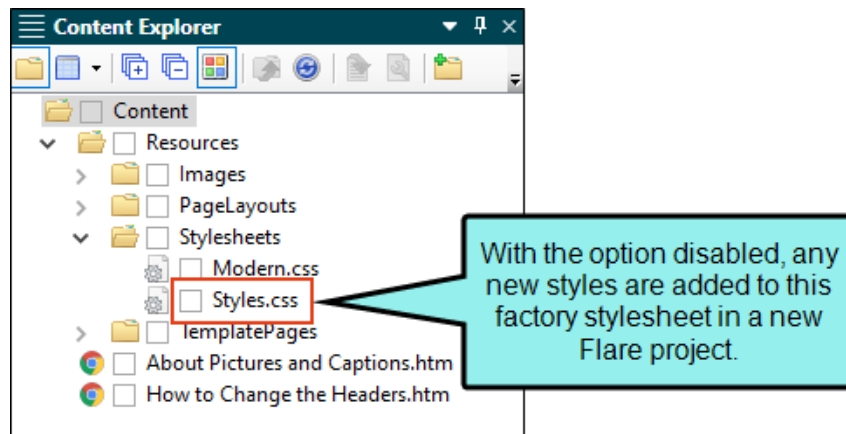 Content Explorer
Content
Resources
Images
PageLayouts
Stylesheets
Modern.css
Styles.css
TemplatePages
About Pictures and Captions.htm
How to Change the Headers.htm
With the option disabled, any
new styles are added to this
factory stylesheet in a new
Flare project.